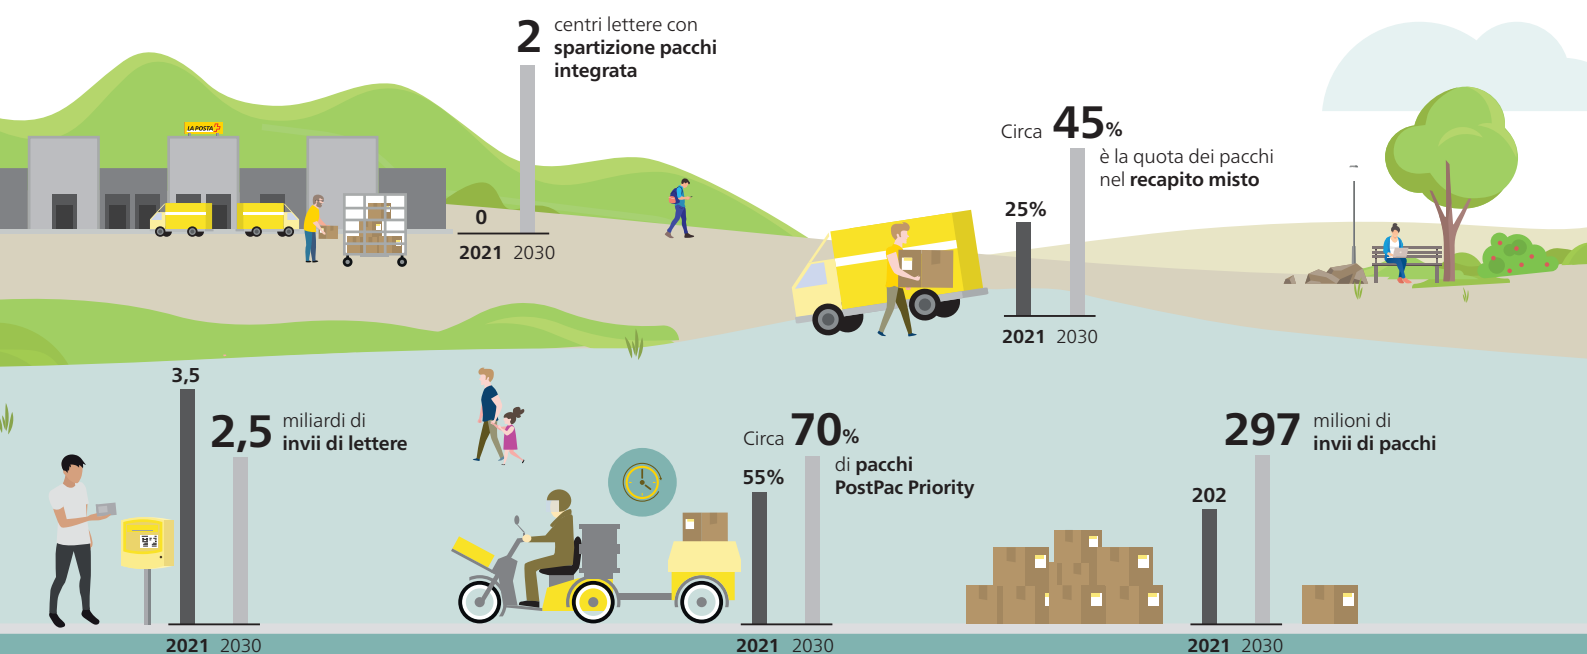 2
centri lettere con
spartizione pacchi
integrata
LA POSTA
0
2021 2030
Circa 45%
è la quota dei pacchi
nel recapito misto
25%
2021 2030
3,5
2,5
miliardi di
invii di lettere
2021 2030
Circa 70%
di pacchi
PostPac Priority
55%
2021 2030
297
milioni di
invii di pacchi
202
2021 2030